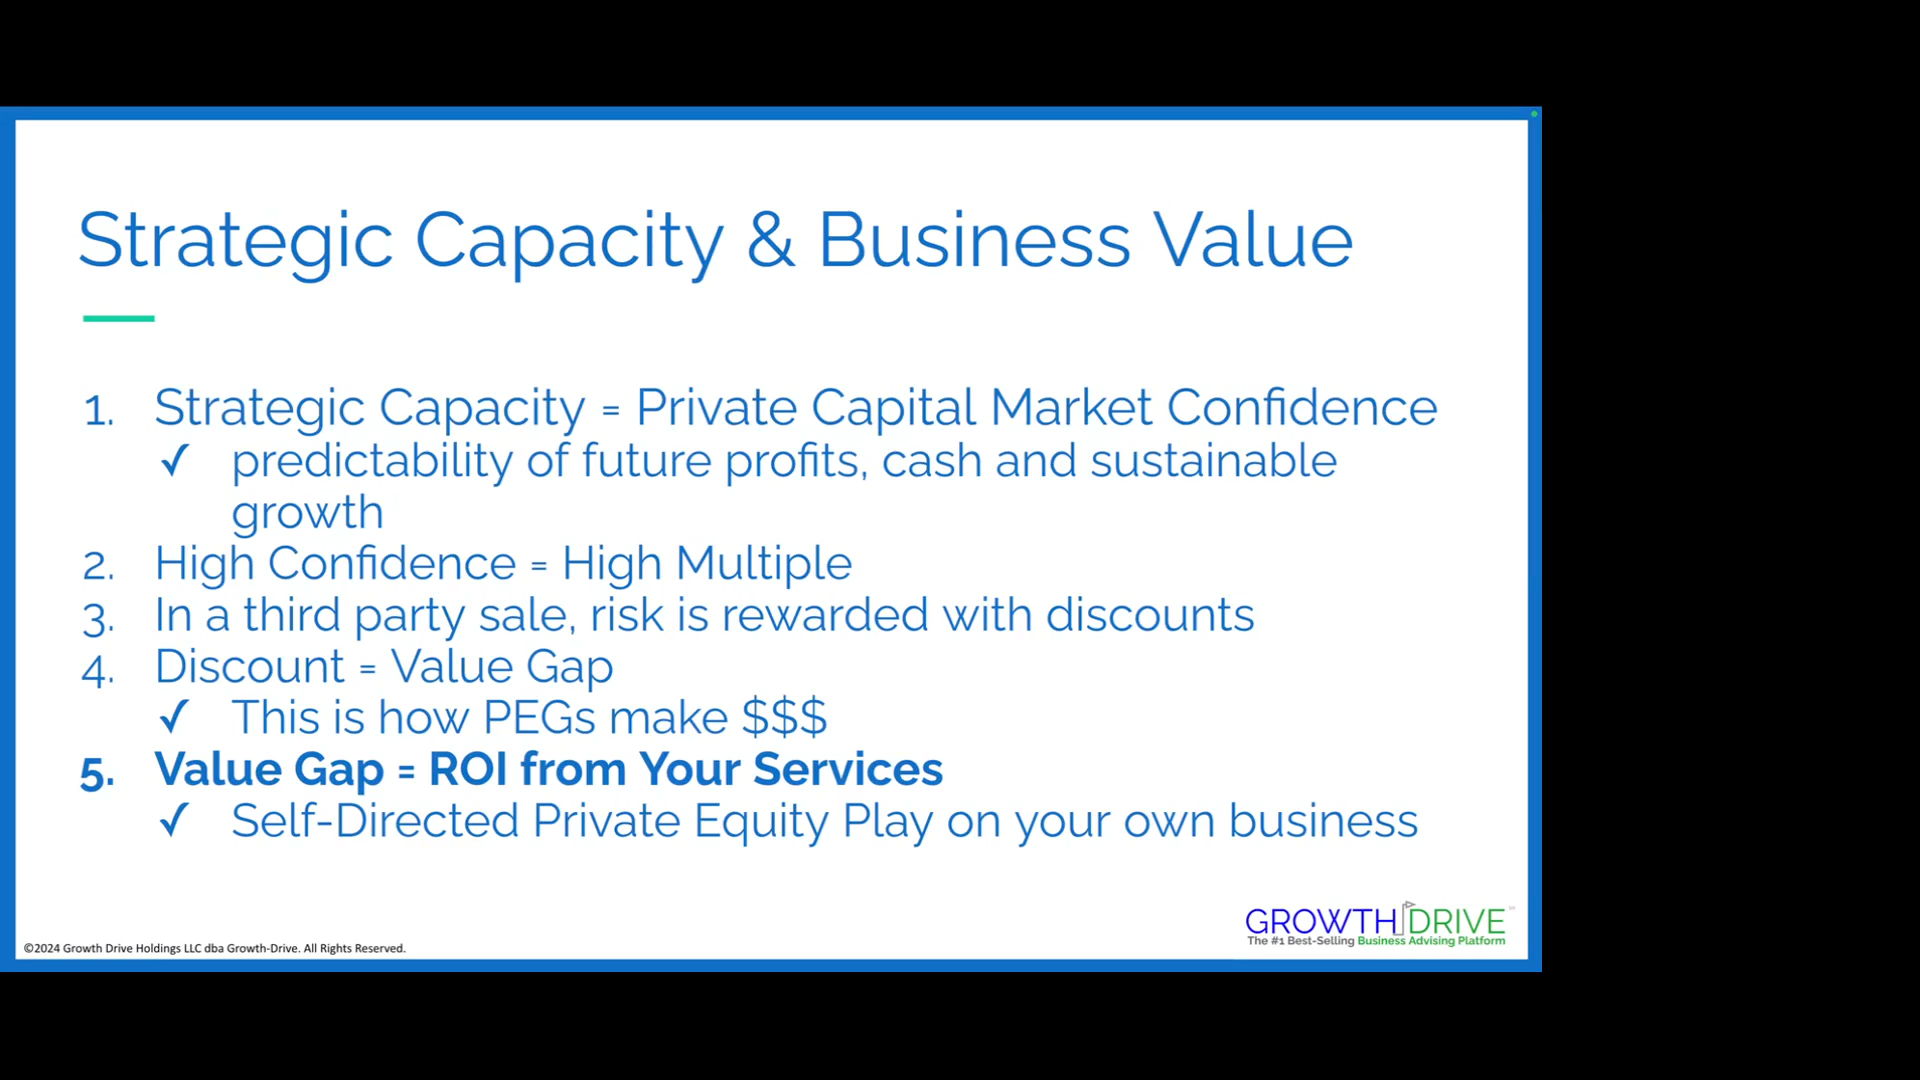 Strategic Capacity & Business Value
1. Strategic Capacity = Private Capital Market Confidence
✓ predictability of future profits, cash and sustainable
growth
2. High Confidence = High Multiple
3. In a third party sale, risk is rewarded with discounts
4. Discount = Value Gap
✓ This is how PEGs make $$$
5. Value Gap = ROI from Your Services
✓ Self-Directed Private Equity Play on your own business
GROWTH DRIVE
The #1 Best-Selling Business Advising Platform
©2024 Growth Drive Holdings LLC dba Growth-Drive. All Rights Reserved.